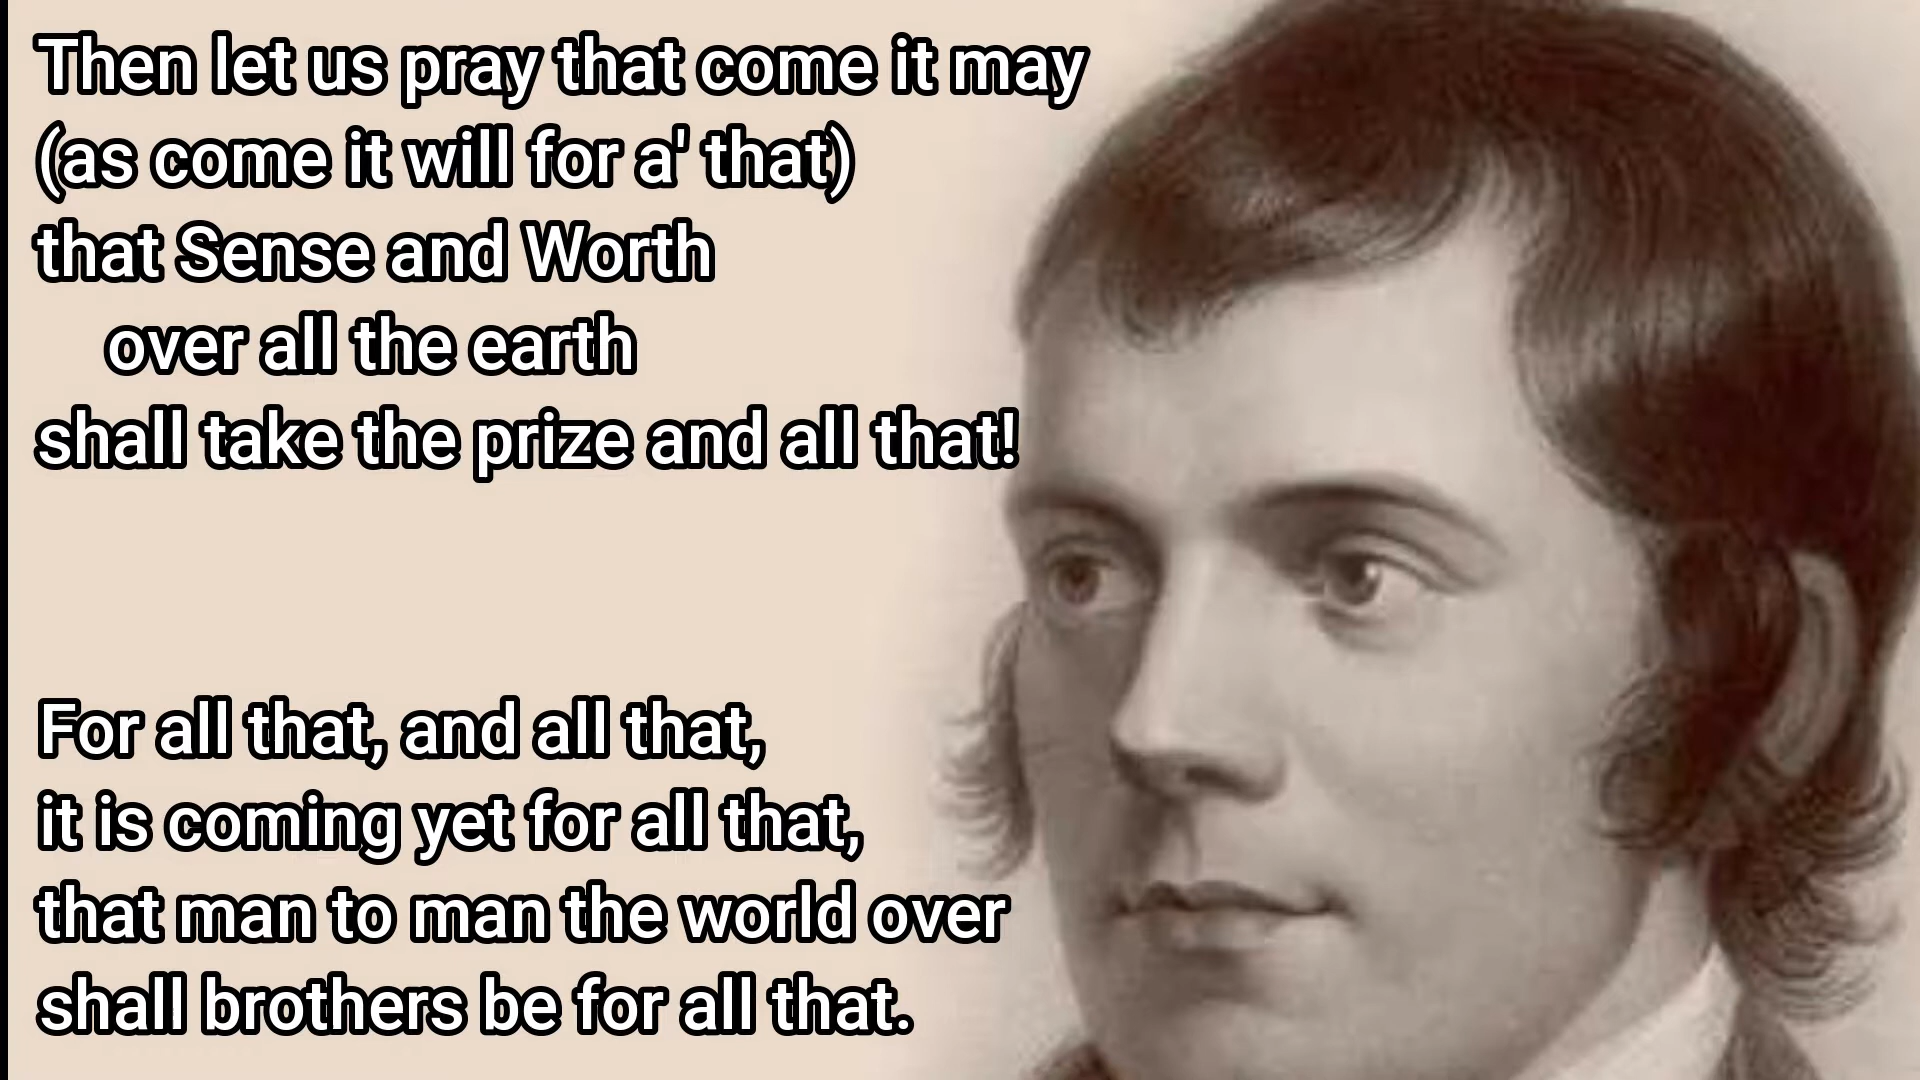 Then let us pray that come it may
(as come it will for a' that)
that Sense and Worth
over all the earth
shall take the prize and all that!
For all that, and all that,
it is coming yet for all that,
that man to man the world over
shall brothers be for all that.